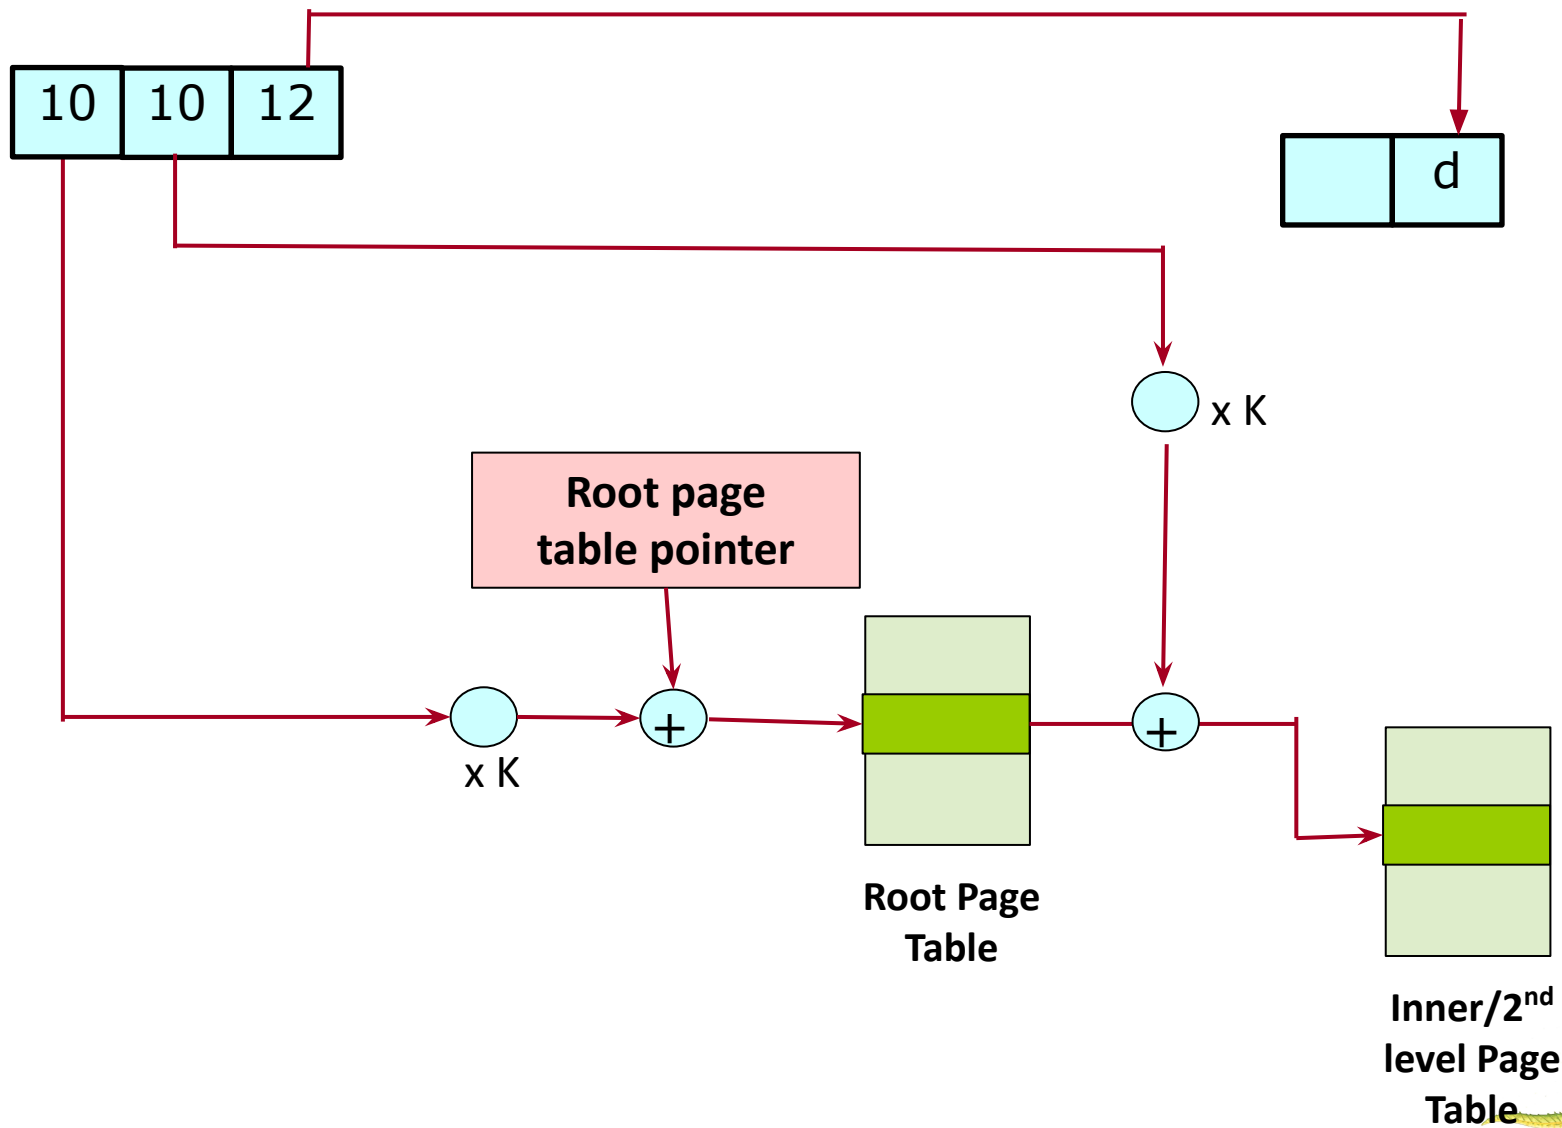 10 10 12
d
x K
Root page
table pointer
+
+
x K
Root Page
Table
Inner/2nd
level Page
Table